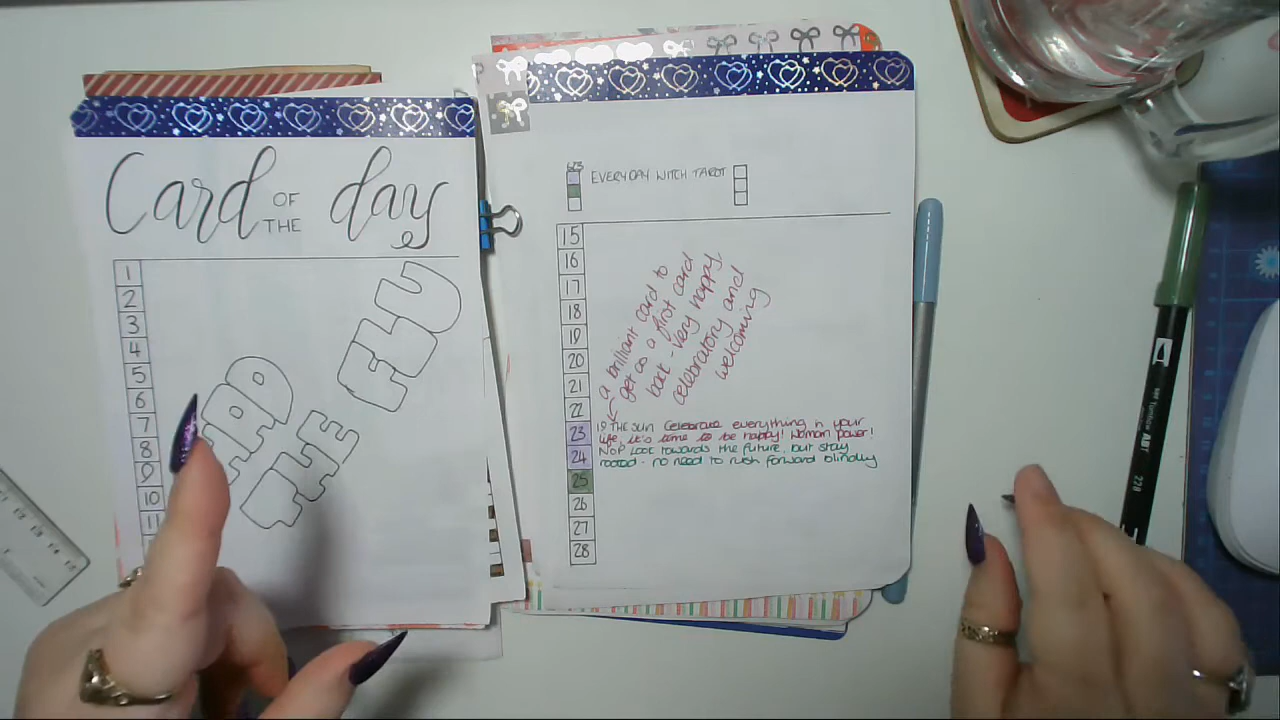 Card OF THE day
1
2
3
4
5
6
7
8
9
10
11
HAD
THE
FLU
EVERYDAY WITCH TAROT
15
16
17
18
19
20
21
22
23
24
25
26
27
28
a brilliant card to
get as a first card
back - very happy,
celebratory and
welcoming
19 THE SUN Celebrate everything in your
life, it's time to be happy! Woman power!
Look towards the future, but stay
rooted - no need to rush forward blindly
ABT
228